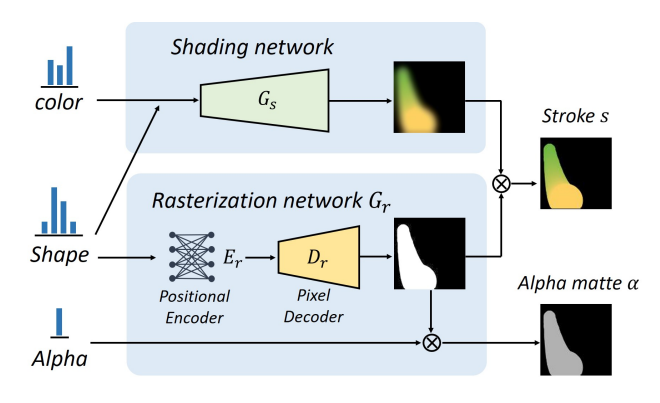 Shading network
color
G_s
Stroke s
Rasterization network G_r
Shape
E_r
D_r
Positional
Encoder
Pixel
Decoder
Alpha matte α
Alpha